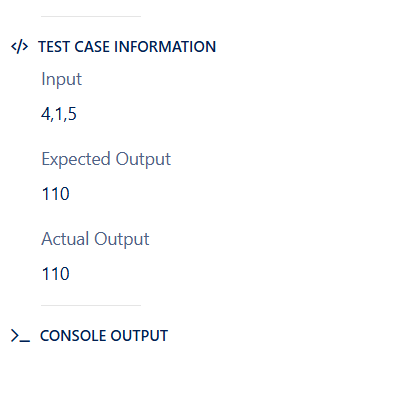 </> TEST CASE INFORMATION
Input
4,1,5
Expected Output
110
Actual Output
110
>_ CONSOLE OUTPUT